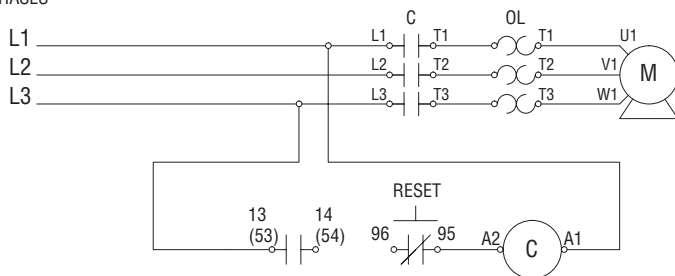 C OL
L1 L1 T1 T1 U1
L2 L2 T2 T2 V1 M
L3 L3 T3 T3 W1
RESET
13 14
(53) (54) 96 95 A2 C A1